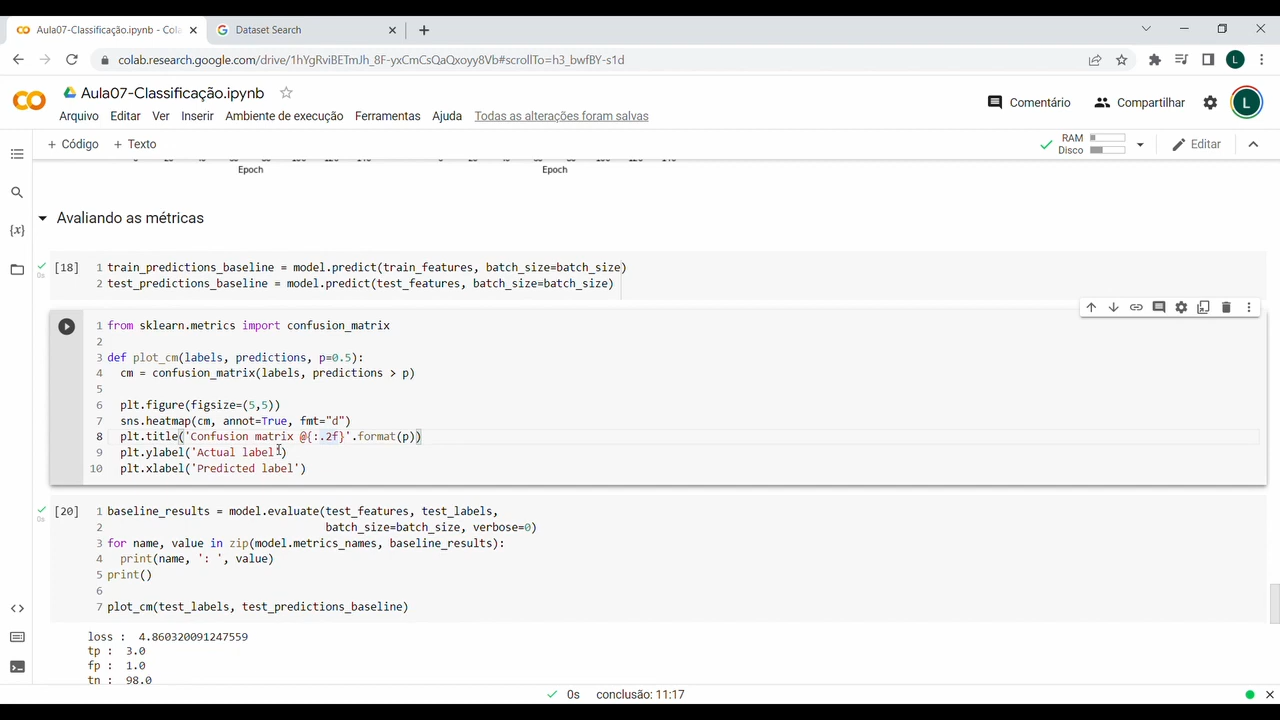 Aula07-Classificação.ipynb - Cola
Dataset Search
colab.research.google.com/drive/1hYgRviBETmJh_8F-yxCmCsQaQxoyy8Vb#scrollTo=h3_bwfBY-s1d
L
Aula07-Classificação.ipynb
Comentário
Compartilhar
L
Arquivo Editar Ver Inserir Ambiente de execução Ferramentas Ajuda Todas as alterações foram salvas
+ Código + Texto
RAM
Disco
Editar
Epoch Epoch
Avaliando as métricas
[18]
0s
1 train_predictions_baseline = model.predict(train_features, batch_size=batch_size)
2 test_predictions_baseline = model.predict(test_features, batch_size=batch_size)
1 from sklearn.metrics import confusion_matrix
2
3 def plot_cm(labels, predictions, p=0.5):
4 cm = confusion_matrix(labels, predictions > p)
5
6 plt.figure(figsize=(5,5))
7 sns.heatmap(cm, annot=True, fmt="d")
8 plt.title('Confusion matrix @{:.2f}'.format(p))
9 plt.ylabel('Actual label')
10 plt.xlabel('Predicted label')
[20]
0s
1 baseline_results = model.evaluate(test_features, test_labels,
2 batch_size=batch_size, verbose=0)
3 for name, value in zip(model.metrics_names, baseline_results):
4 print(name, ': ', value)
5 print()
6
7 plot_cm(test_labels, test_predictions_baseline)
loss : 4.860320091247559
tp : 3.0
fp : 1.0
tn : 98.0
0s conclusão: 11:17